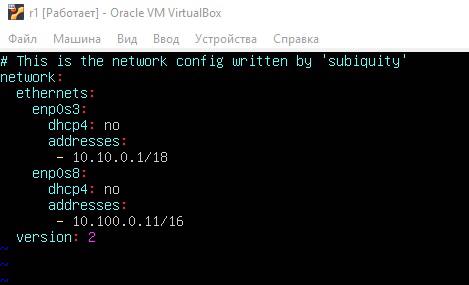 r1 [Работает] - Oracle VM VirtualBox
Файл Машина Вид Ввод Устройства Справка
# This is the network config written by 'subiquity'
network:
  ethernets:
    enp0s3:
      dhcp4: no
      addresses:
       - 10.10.0.1/18
    enp0s8:
      dhcp4: no
      addresses:
       - 10.100.0.11/16
  version: 2
~
~
~